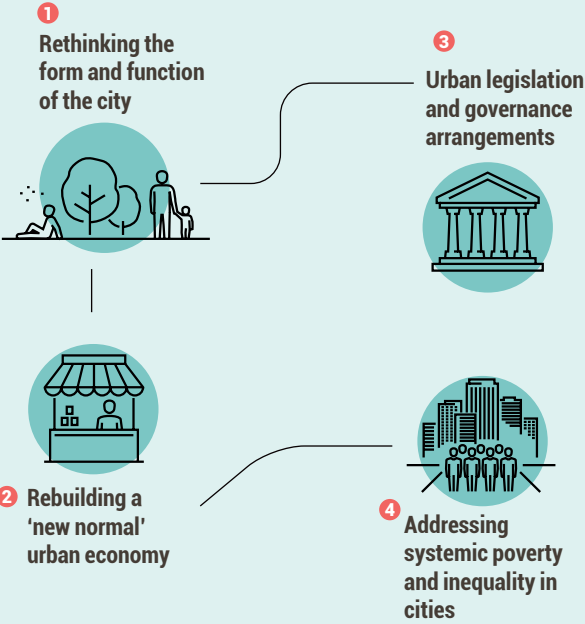 1
Rethinking the
form and function
of the city
2
Rebuilding a
‘new normal’
urban economy
3
Urban legislation
and governance
arrangements
4
Addressing
systemic poverty
and inequality in
cities